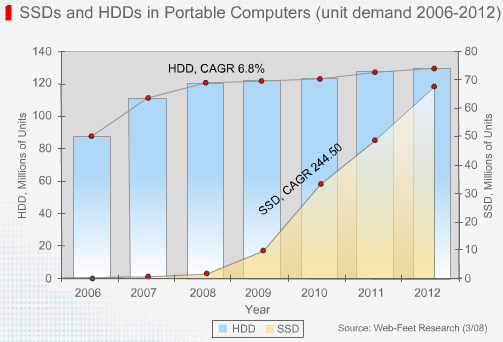 SSDs and HDDs in Portable Computers (unit demand 2006-2012)
140
120
100
80
60
40
20
0
HDD, Millions of Units
HDD, CAGR 6.8%
SSD, CAGR 244.50
80
70
60
50
40
30
20
10
0
SSD, Millions of Units
2006 2007 2008 2009 2010 2011 2012
Year
HDD SSD
Source: Web-Feet Research (3/08)